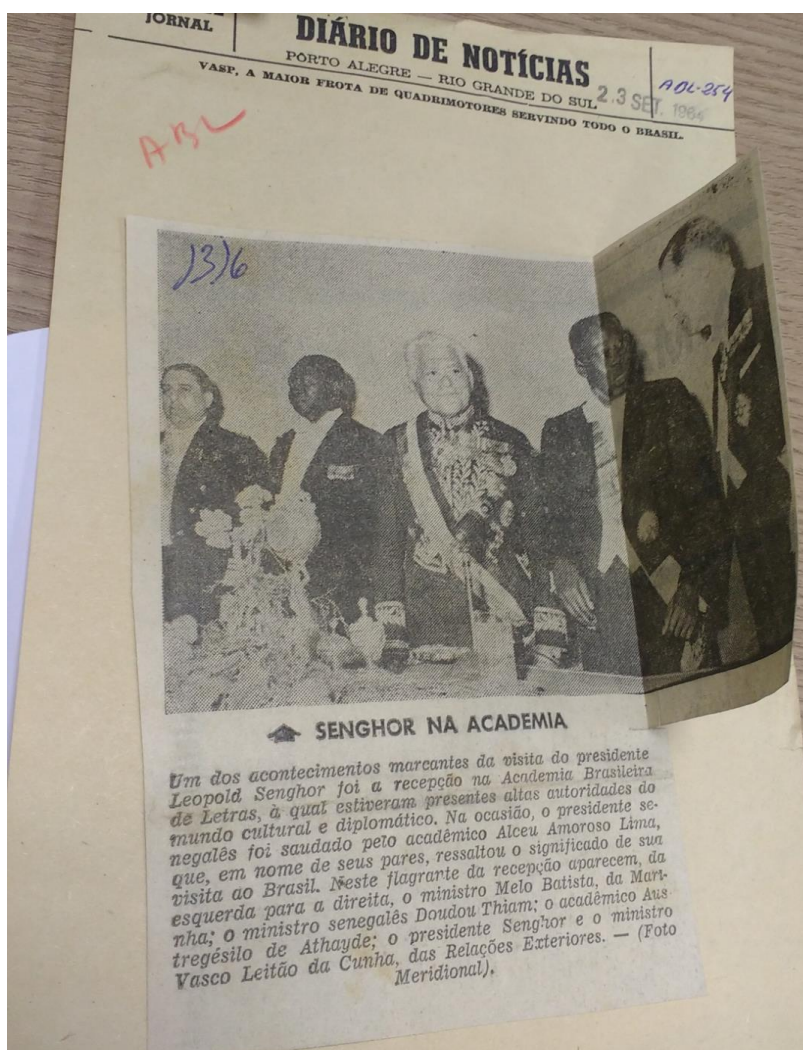 JORNAL
DIÁRIO DE NOTÍCIAS
PORTO ALEGRE — RIO GRANDE DO SUL
VASP, A MAIOR FROTA DE QUADRIMOTORES SERVINDO TODO O BRASIL.
23 SET. 1964
ADL-254
ABL
13)6
SENGHOR NA ACADEMIA
Um dos acontecimentos marcantes da visita do presidente
Leopold Senghor foi a recepção na Academia Brasileira
de Letras, à qual estiveram presentes altas autoridades do
mundo cultural e diplomático. Na ocasião, o presidente se-
negalês foi saudado pelo acadêmico Alceu Amoroso Lima,
que, em nome de seus pares, ressaltou o significado de sua
visita ao Brasil. Neste flagrante da recepção aparecem, da
esquerda para a direita, o ministro Melo Batista, da Mari-
nha; o ministro senegalês Doudou Thiam; o acadêmico Aus
tregésilo de Athayde; o presidente Senghor e o ministro
Vasco Leitão da Cunha, das Relações Exteriores. — (Foto
Meridional).